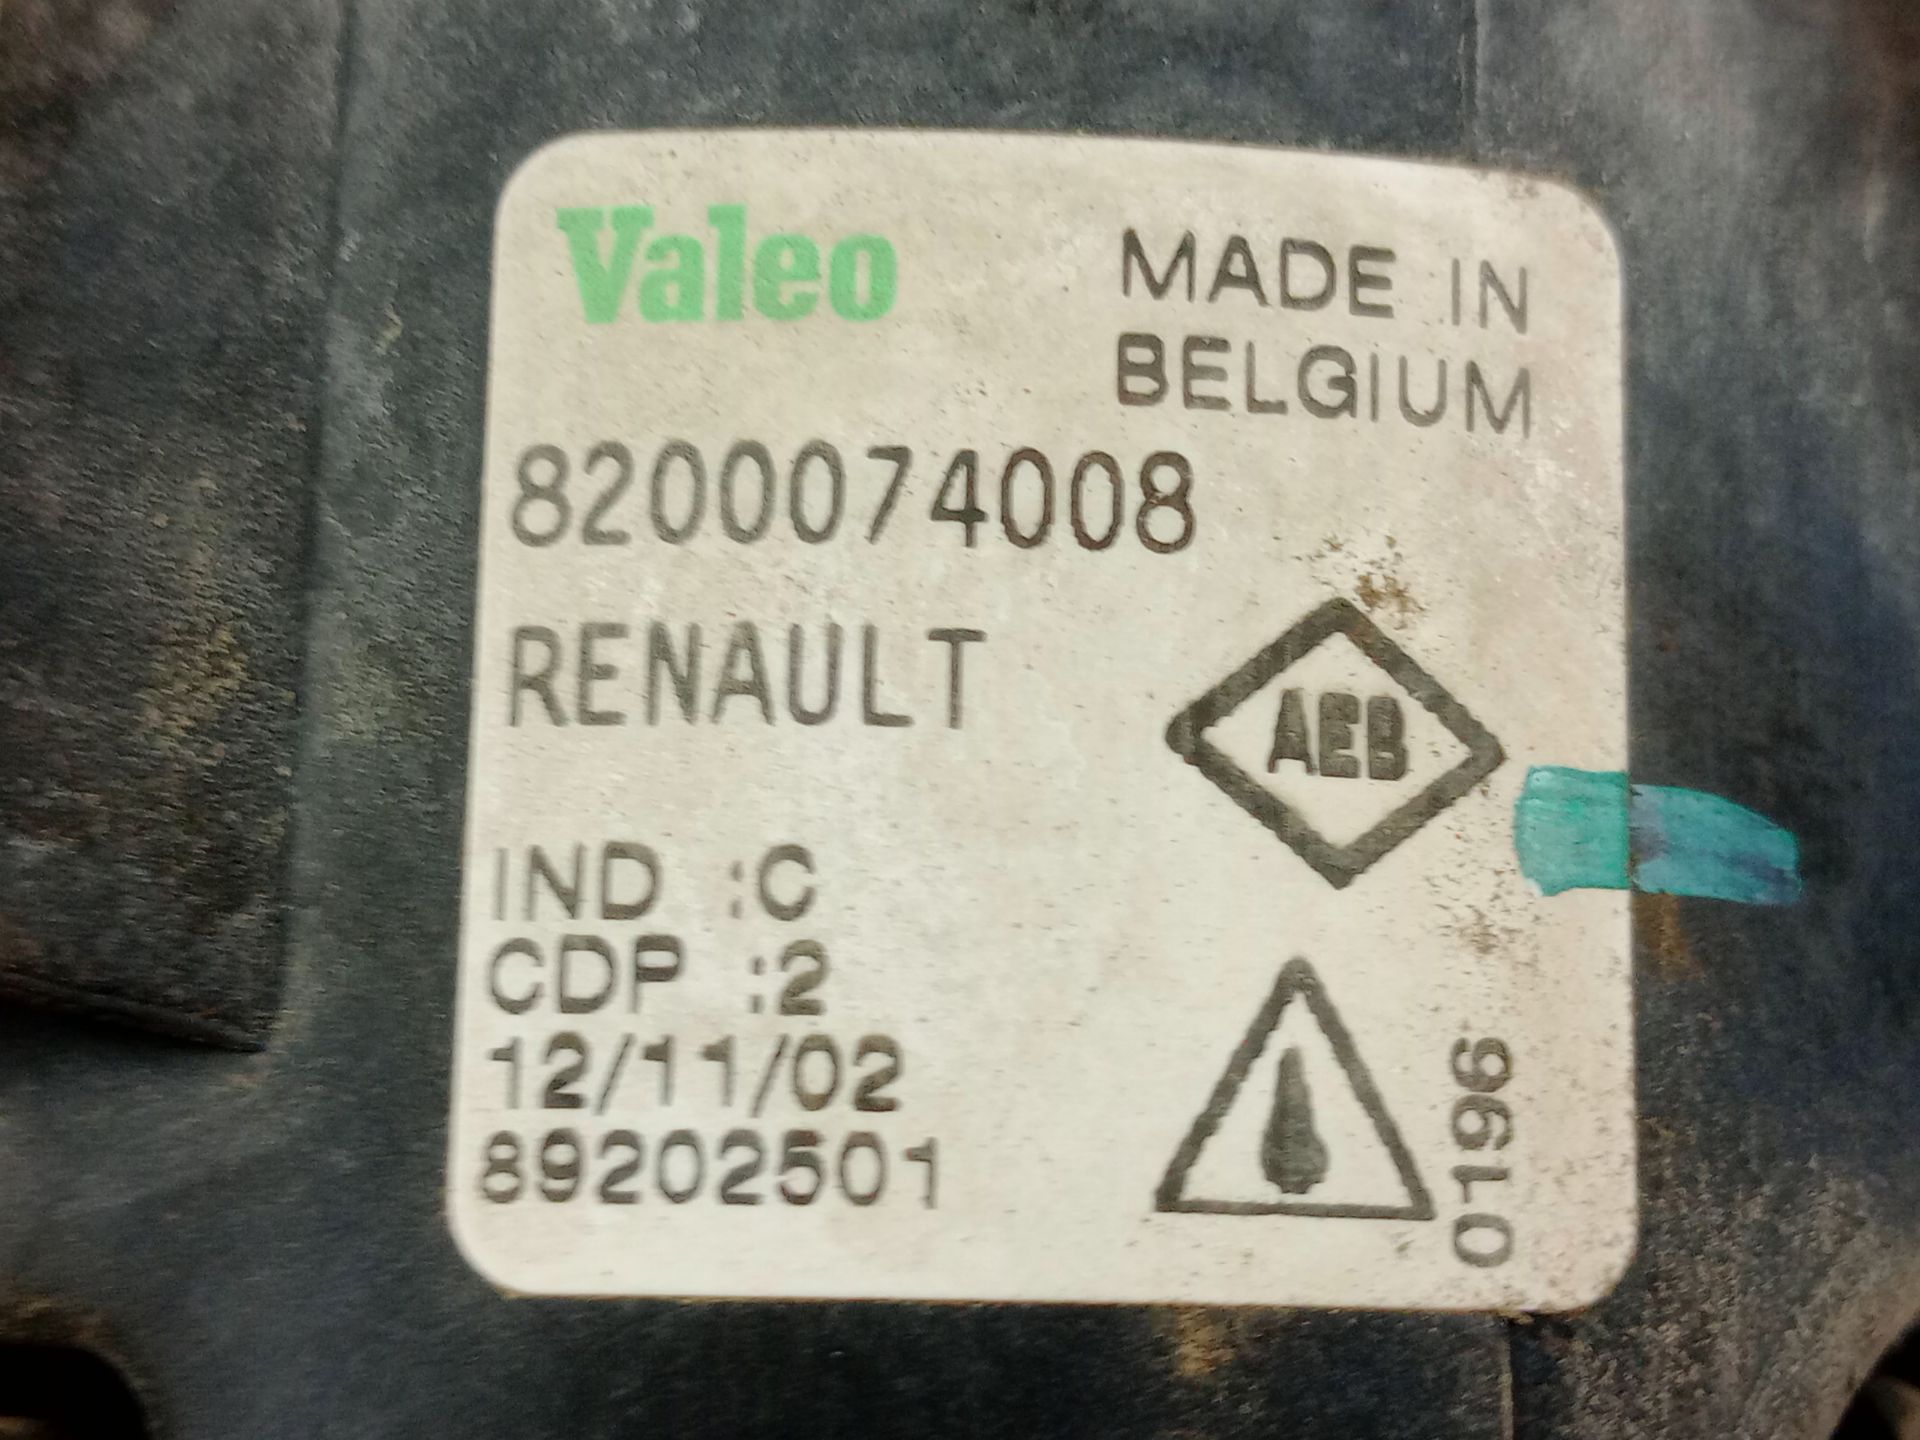 Valeo
MADE IN
BELGIUM
8200074008
RENAULT
AEB
IND :C
CDP :2
12/11/02
89202501
0196